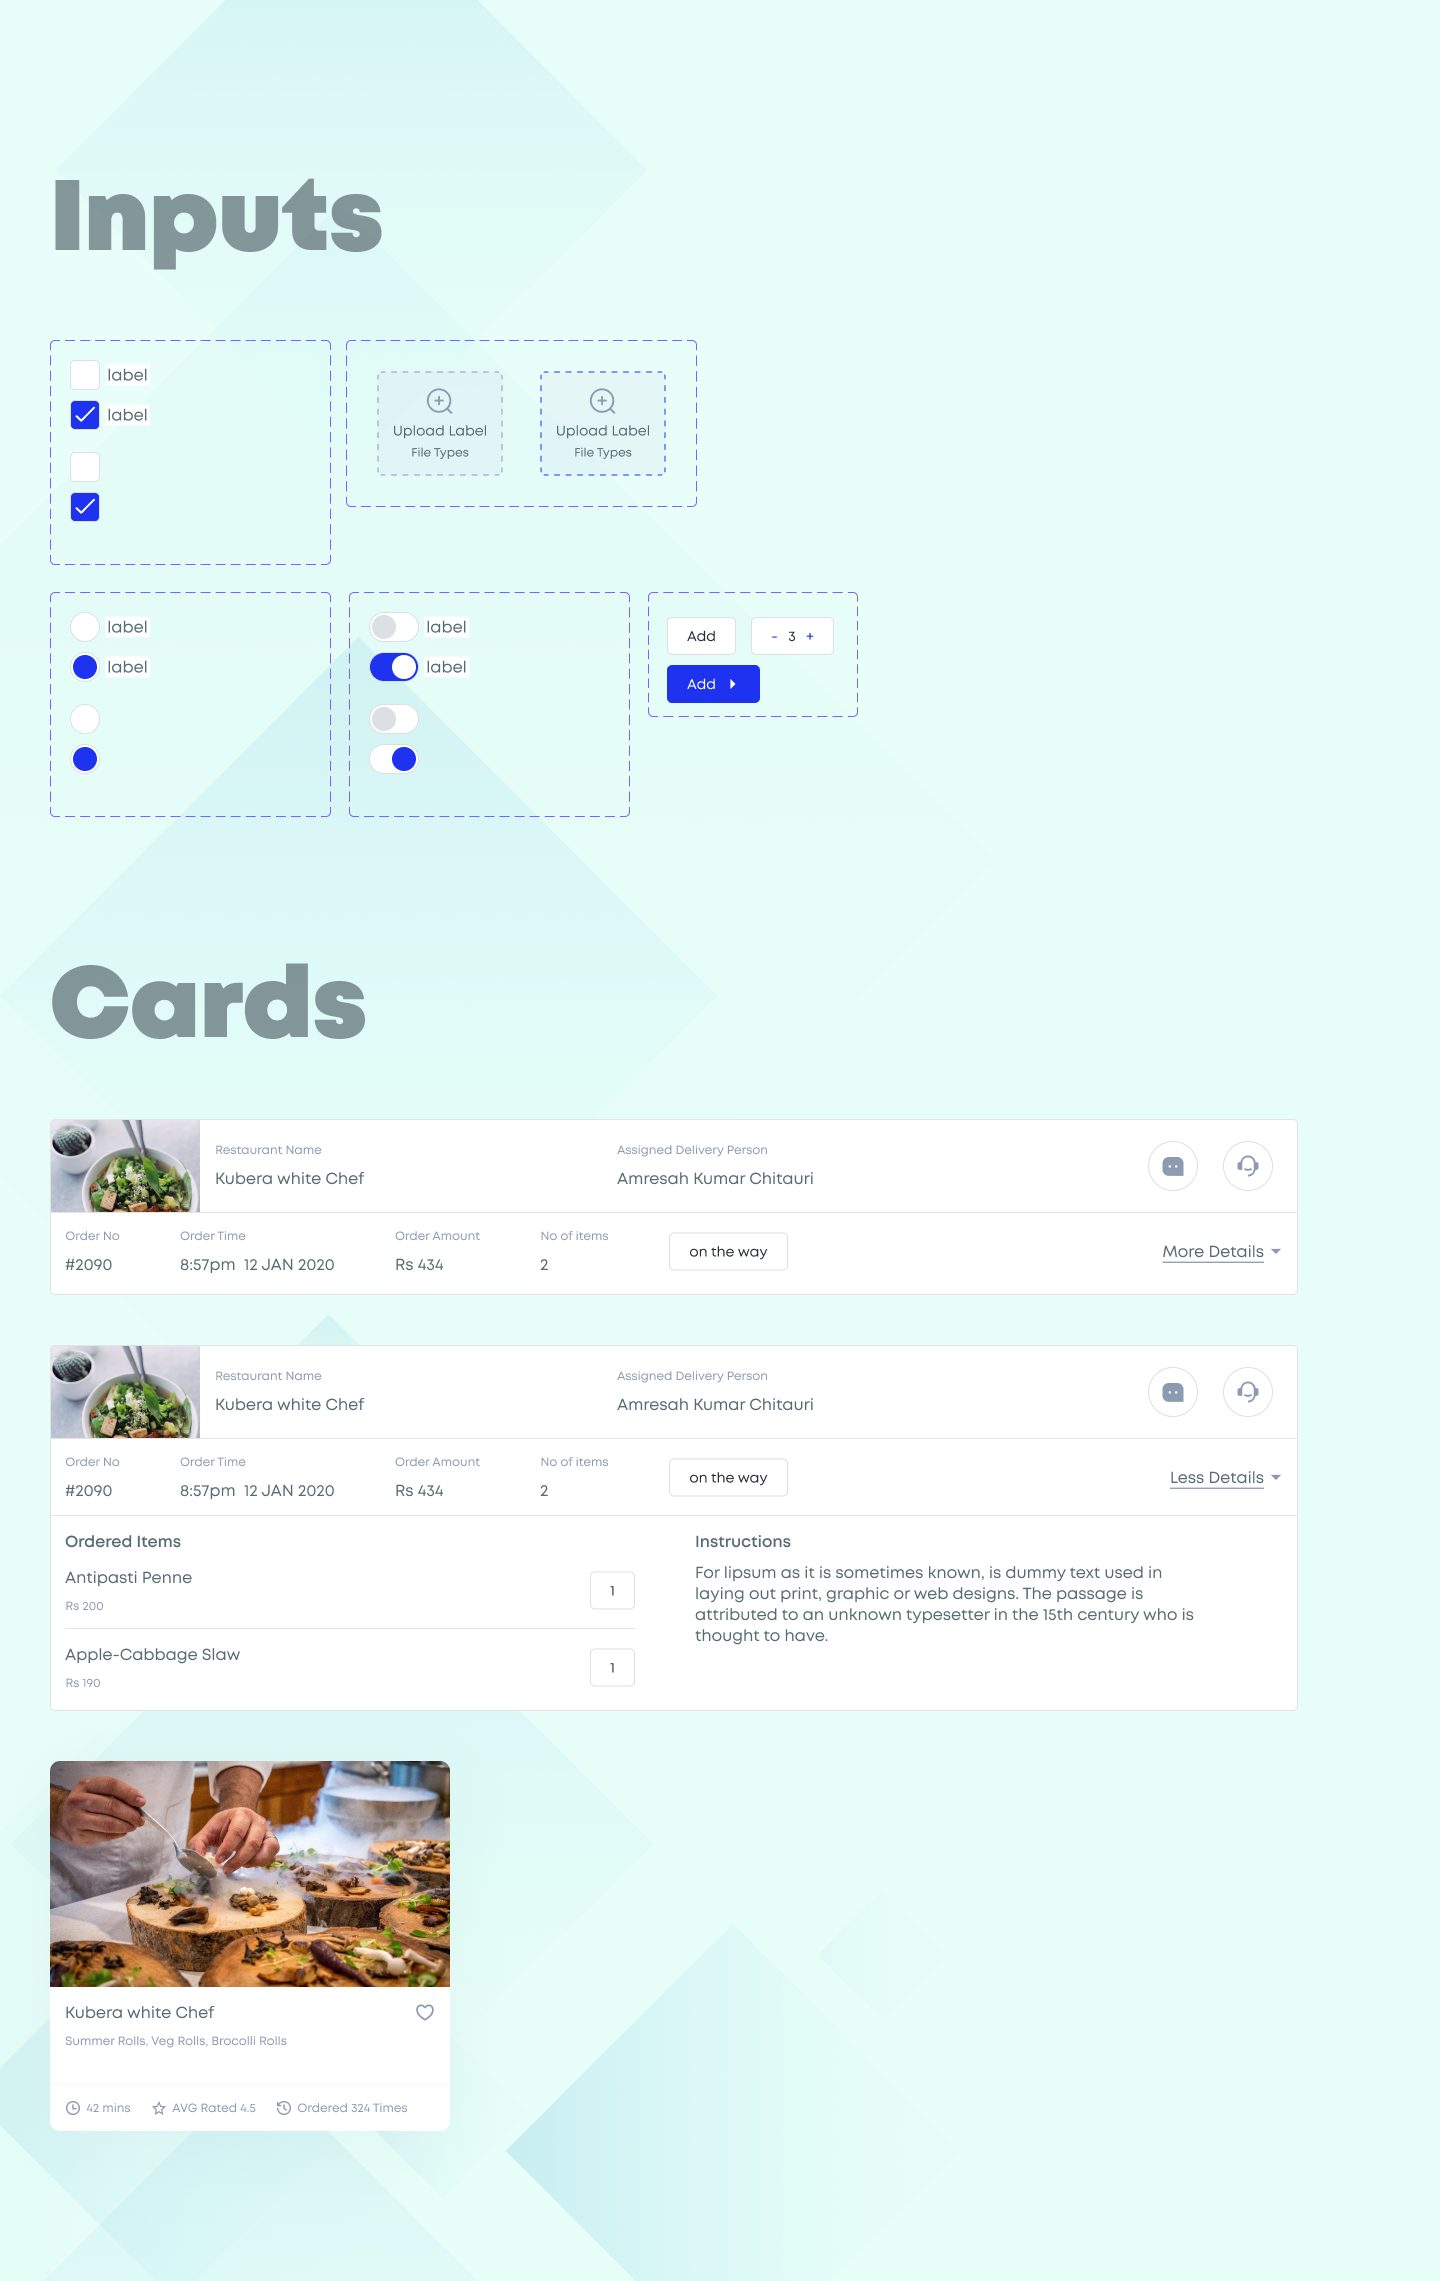 Inputs
label
label
Upload Label
File Types
Upload Label
File Types
label
label
label
label
Add
- 3 +
Add
Cards
Restaurant Name
Kubera white Chef
Assigned Delivery Person
Amresah Kumar Chitauri
Order No
#2090
Order Time
8:57pm 12 JAN 2020
Order Amount
Rs 434
No of items
2
on the way
More Details
Restaurant Name
Kubera white Chef
Assigned Delivery Person
Amresah Kumar Chitauri
Order No
#2090
Order Time
8:57pm 12 JAN 2020
Order Amount
Rs 434
No of items
2
on the way
Less Details
Ordered Items
Antipasti Penne
Rs 200
1
Apple-Cabbage Slaw
Rs 190
1
Instructions
For lipsum as it is sometimes known, is dummy text used in
laying out print, graphic or web designs. The passage is
attributed to an unknown typesetter in the 15th century who is
thought to have.
Kubera white Chef
Summer Rolls, Veg Rolls, Brocolli Rolls
42 mins
AVG Rated 4.5
Ordered 324 Times